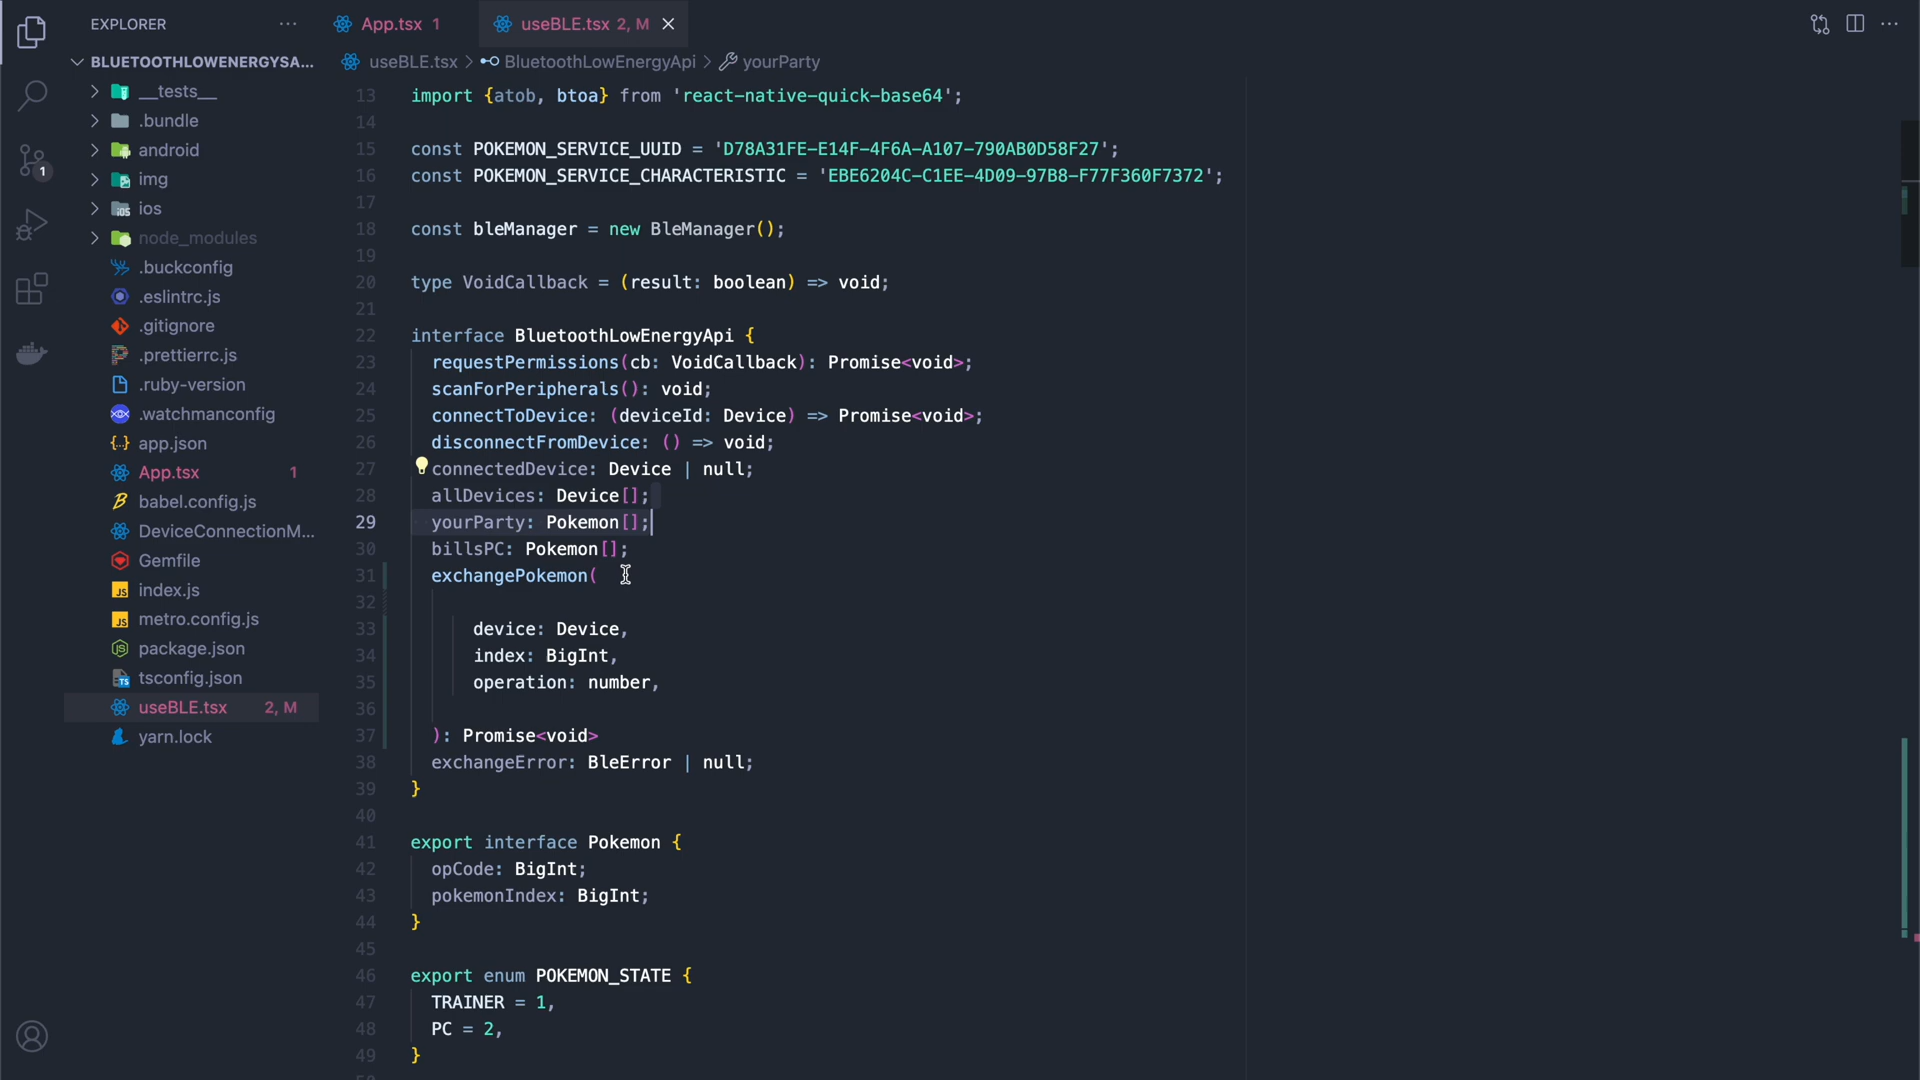 EXPLORER
App.tsx 1
useBLE.tsx 2, M
BLUETOOTHLOWENERGYSA...
useBLE.tsx > BluetoothLowEnergyApi > yourParty
__tests__
.bundle
android
img
ios
node_modules
.buckconfig
.eslintrc.js
.gitignore
.prettierrc.js
.ruby-version
.watchmanconfig
app.json
App.tsx 1
babel.config.js
DeviceConnectionM...
Gemfile
index.js
metro.config.js
package.json
tsconfig.json
useBLE.tsx 2, M
yarn.lock
1
13 import {atob, btoa} from 'react-native-quick-base64';
14
15 const POKEMON_SERVICE_UUID = 'D78A31FE-E14F-4F6A-A107-790AB0D58F27';
16 const POKEMON_SERVICE_CHARACTERISTIC = 'EBE6204C-C1EE-4D09-97B8-F77F360F7372';
17
18 const bleManager = new BleManager();
19
20 type VoidCallback = (result: boolean) => void;
21
22 interface BluetoothLowEnergyApi {
23 requestPermissions(cb: VoidCallback): Promise<void>;
24 scanForPeripherals(): void;
25 connectToDevice: (deviceId: Device) => Promise<void>;
26 disconnectFromDevice: () => void;
27 connectedDevice: Device | null;
28 allDevices: Device[];
29 yourParty: Pokemon[];
30 billsPC: Pokemon[];
31 exchangePokemon(
32
33 device: Device,
34 index: BigInt,
35 operation: number,
36
37 ): Promise<void>
38 exchangeError: BleError | null;
39 }
40
41 export interface Pokemon {
42 opCode: BigInt;
43 pokemonIndex: BigInt;
44 }
45
46 export enum POKEMON_STATE {
47 TRAINER = 1,
48 PC = 2,
49 }